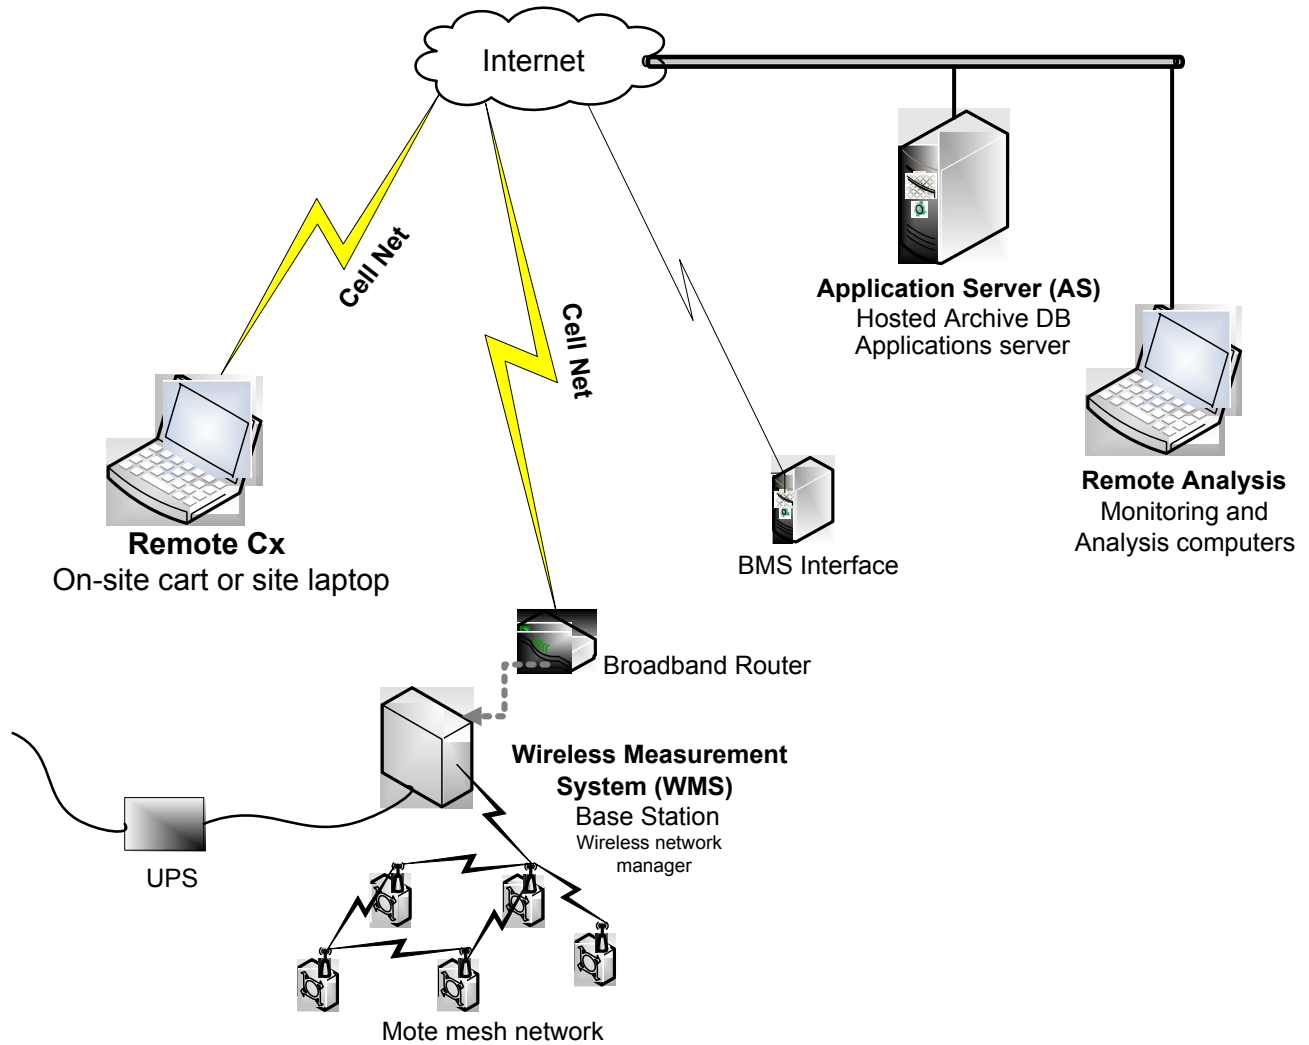 Internet
Cell Net
Cell Net
Application Server (AS)
Hosted Archive DB
Applications server
Remote Analysis
Monitoring and
Analysis computers
Remote Cx
On-site cart or site laptop
BMS Interface
Broadband Router
Wireless Measurement
System (WMS)
Base Station
Wireless network
manager
UPS
Mote mesh network